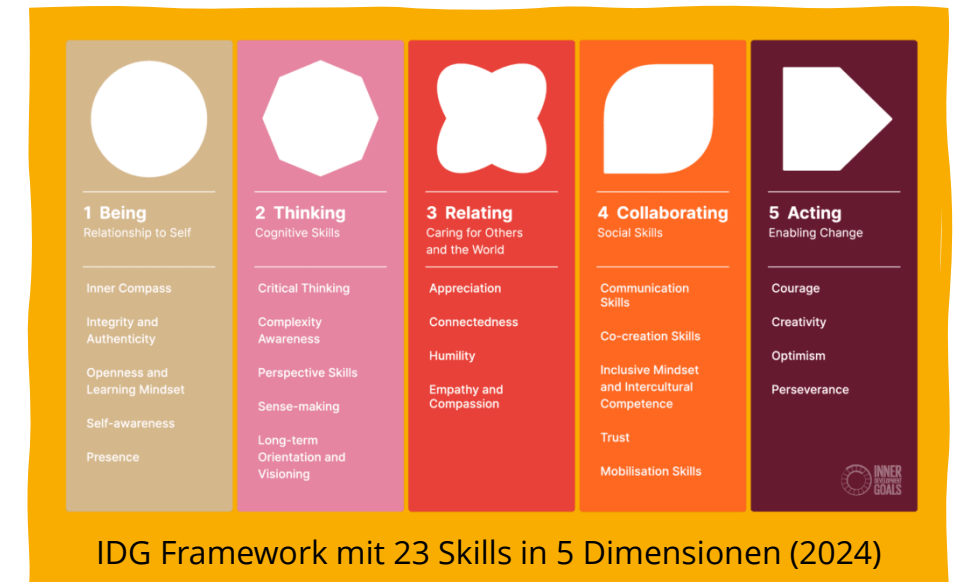 1 Being
Relationship to Self
Inner Compass
Integrity and
Authenticity
Openness and
Learning Mindset
Self-awareness
Presence
2 Thinking
Cognitive Skills
Critical Thinking
Complexity
Awareness
Perspective Skills
Sense-making
Long-term
Orientation and
Visioning
3 Relating
Caring for Others
and the World
Appreciation
Connectedness
Humility
Empathy and
Compassion
4 Collaborating
Social Skills
Communication
Skills
Co-creation Skills
Inclusive Mindset
and Intercultural
Competence
Trust
Mobilisation Skills
5 Acting
Enabling Change
Courage
Creativity
Optimism
Perseverance
INNER
DEVELOPMENT
GOALS
IDG Framework mit 23 Skills in 5 Dimensionen (2024)